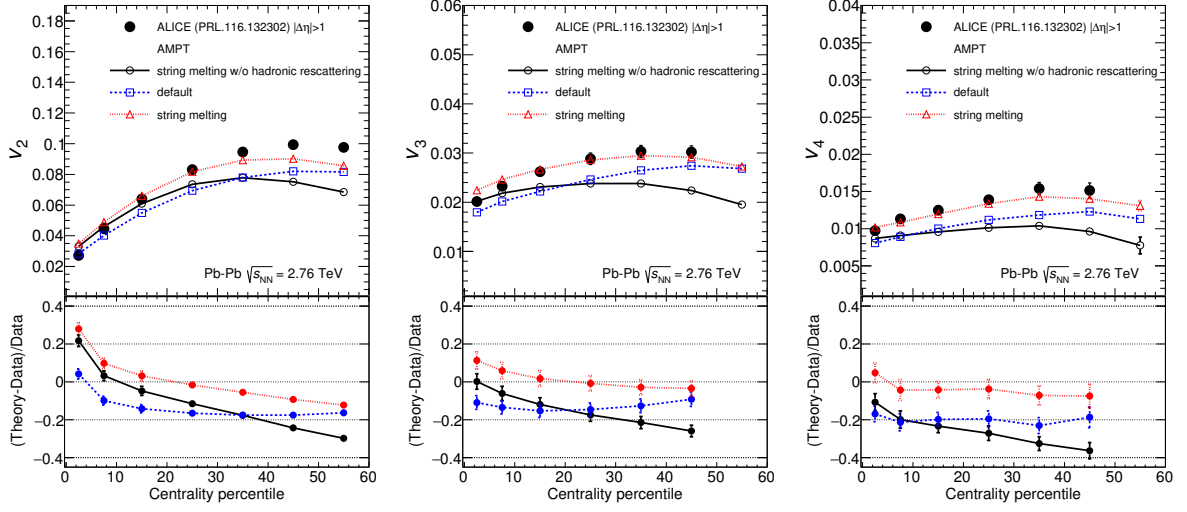 v2
0.18
0.16
0.14
0.12
0.1
0.08
0.06
0.04
0.02
ALICE (PRL.116.132302) |Δη|>1
AMPT
string melting w/o hadronic rescattering
default
string melting
Pb-Pb √sNN = 2.76 TeV
(Theory-Data)/Data
0.4
0.2
0
−0.2
−0.4
0 10 20 30 40 50 60
Centrality percentile
v3
0.06
0.05
0.04
0.03
0.02
0.01
ALICE (PRL.116.132302) |Δη|>1
AMPT
string melting w/o hadronic rescattering
default
string melting
Pb-Pb √sNN = 2.76 TeV
(Theory-Data)/Data
0.4
0.2
0
−0.2
−0.4
0 10 20 30 40 50 60
Centrality percentile
v4
0.04
0.035
0.03
0.025
0.02
0.015
0.01
0.005
ALICE (PRL.116.132302) |Δη|>1
AMPT
string melting w/o hadronic rescattering
default
string melting
Pb-Pb √sNN = 2.76 TeV
(Theory-Data)/Data
0.4
0.2
0
−0.2
−0.4
0 10 20 30 40 50 60
Centrality percentile